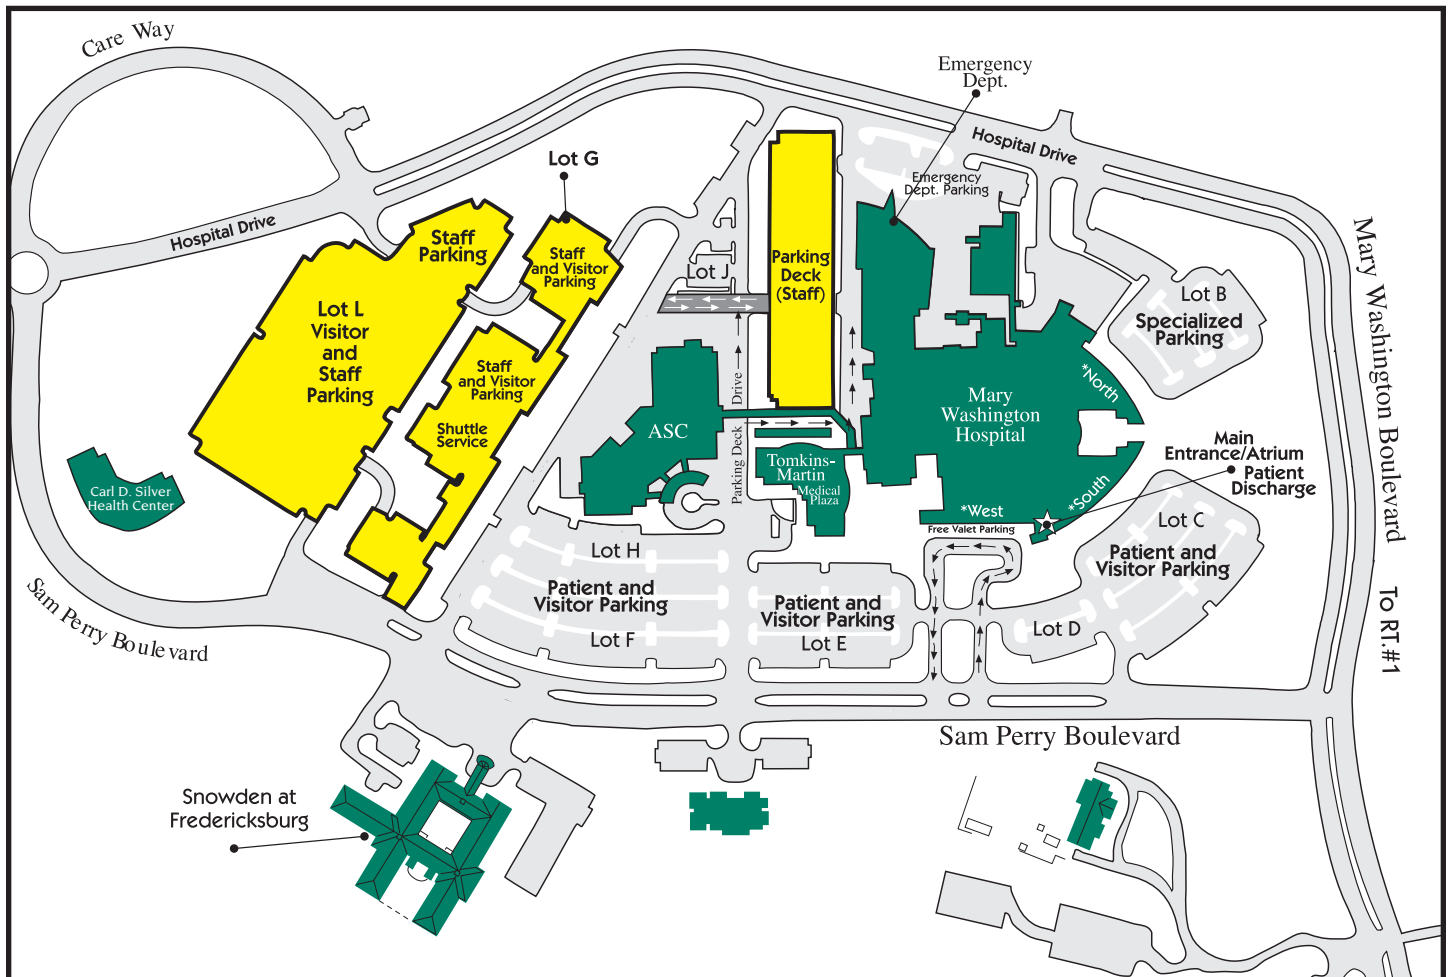 Care Way
Emergency
Dept.
Hospital Drive
Lot G
Emergency
Dept. Parking
Hospital Drive
Staff
Parking
Staff
and Visitor
Parking
Parking
Deck
(Staff)
Lot J
Lot B
Specialized
Parking
Mary Washington Boulevard
To RT.#1
Lot L
Visitor
and
Staff
Parking
Staff
and Visitor
Parking
Shuttle
Service
Parking Deck Drive
ASC
Mary
Washington
Hospital
*North
*South
*West
Main
Entrance/Atrium
Patient
Discharge
Tomkins-
Martin
Medical
Plaza
Carl D. Silver
Health Center
Free Valet Parking
Lot C
Patient and
Visitor Parking
Lot H
Patient and
Visitor Parking
Lot F
Patient and
Visitor Parking
Lot E
Lot D
Sam Perry Boulevard
Sam Perry Boulevard
Snowden at
Fredericksburg